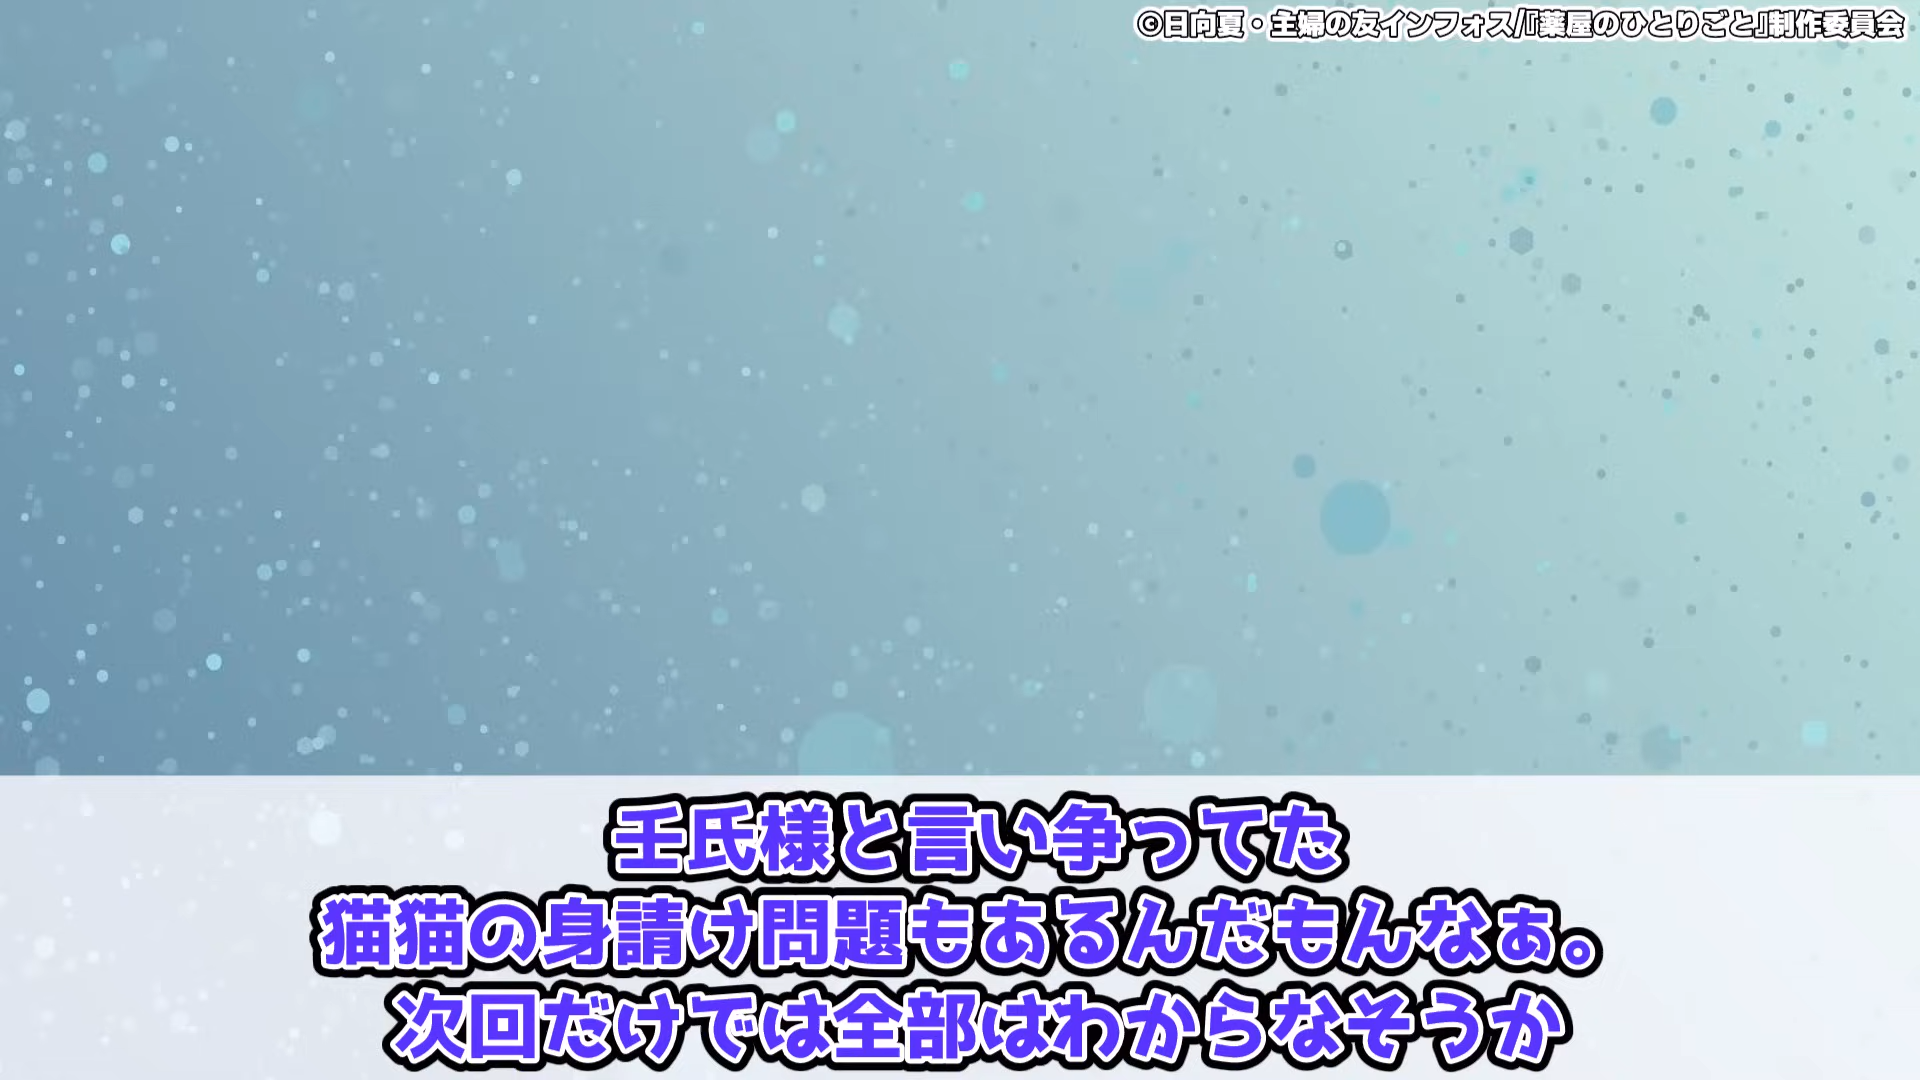 ©日向夏・主婦の友インフォス/『薬屋のひとりごと』制作委員会
壬氏様と言い争ってた
猫猫の身請け問題もあるんだもんなぁ。
次回だけでは全部はわからなそうか